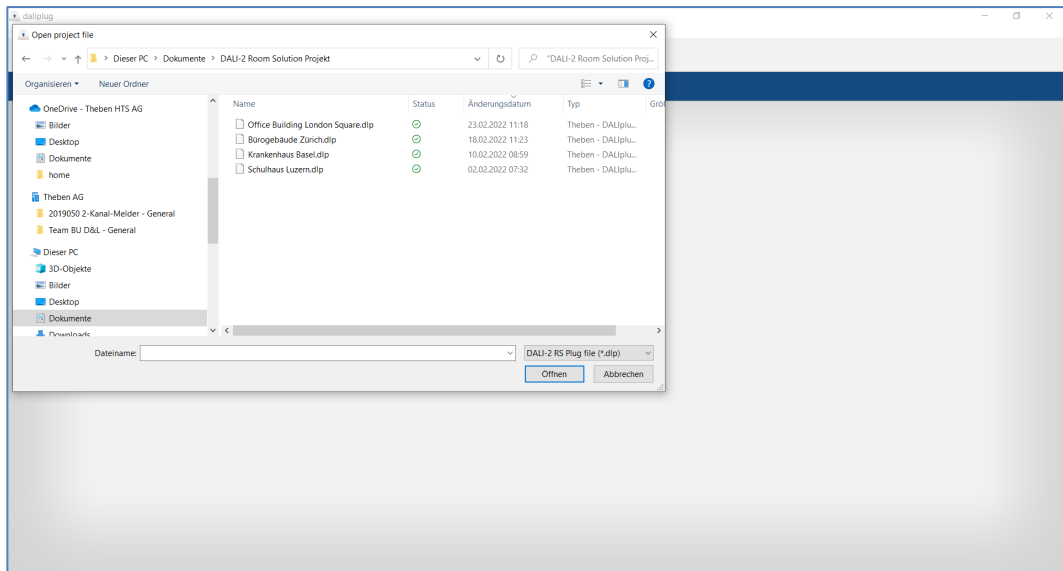 daliplug
Open project file
Dieser PC > Dokumente > DALI-2 Room Solution Projekt
"DALI-2 Room Solution Proj...
Organisieren
Neuer Ordner
OneDrive - Theben HTS AG
Bilder
Desktop
Dokumente
home
Theben AG
2019050 2-Kanal-Melder - General
Team BU D&L - General
Dieser PC
3D-Objekte
Bilder
Desktop
Dokumente
Downloads
Name Status Änderungsdatum Typ Größ
Office Building London Square.dlp 23.02.2022 11:18 Theben - DALIplu...
Bürogebäude Zürich.dlp 18.02.2022 11:23 Theben - DALIplu...
Krankenhaus Basel.dlp 10.02.2022 08:59 Theben - DALIplu...
Schulhaus Luzern.dlp 02.02.2022 07:32 Theben - DALIplu...
Dateiname:
DALI-2 RS Plug file (*.dlp)
Öffnen
Abbrechen